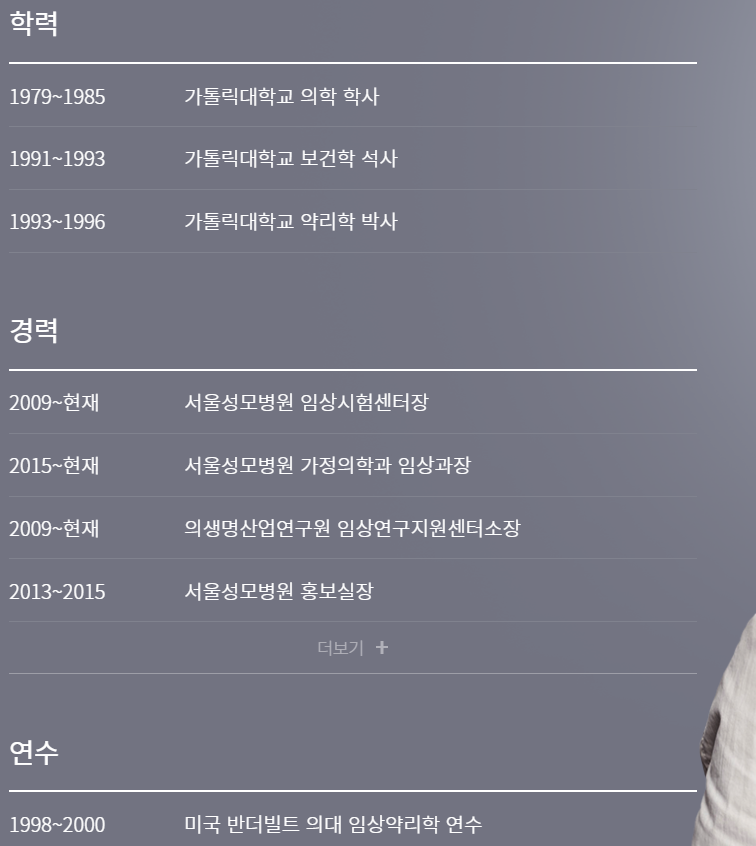 학력
1979~1985 가톨릭대학교 의학 학사
1991~1993 가톨릭대학교 보건학 석사
1993~1996 가톨릭대학교 약리학 박사
경력
2009~현재 서울성모병원 임상시험센터장
2015~현재 서울성모병원 가정의학과 임상과장
2009~현재 의생명산업연구원 임상연구지원센터소장
2013~2015 서울성모병원 홍보실장
더보기 +
연수
1998~2000 미국 반더빌트 의대 임상약리학 연수